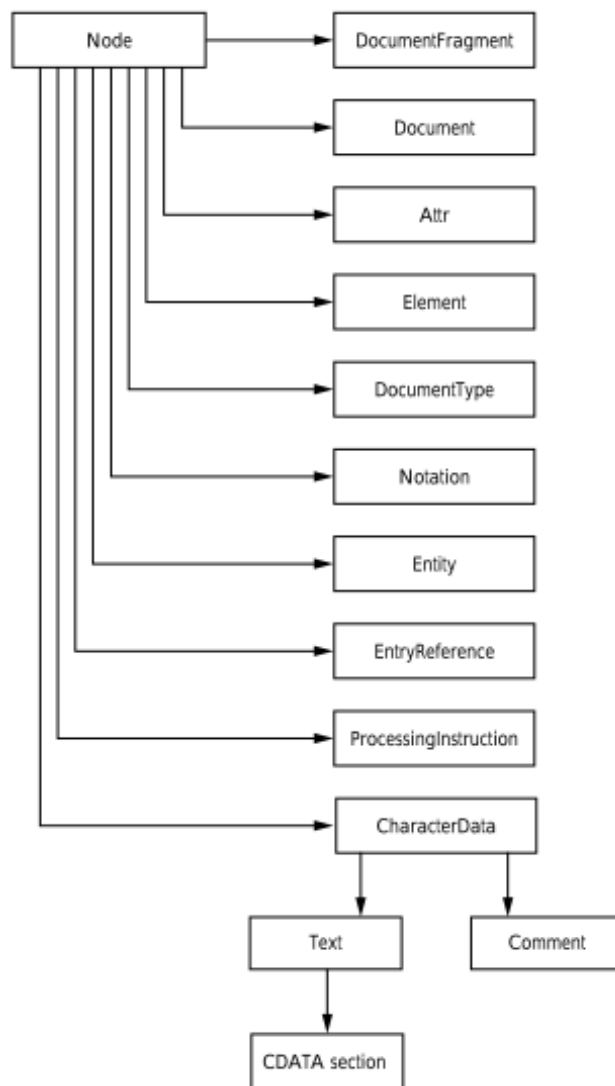 Node
DocumentFragment
Document
Attr
Element
DocumentType
Notation
Entity
EntryReference
ProcessingInstruction
CharacterData
Text
Comment
CDATA section